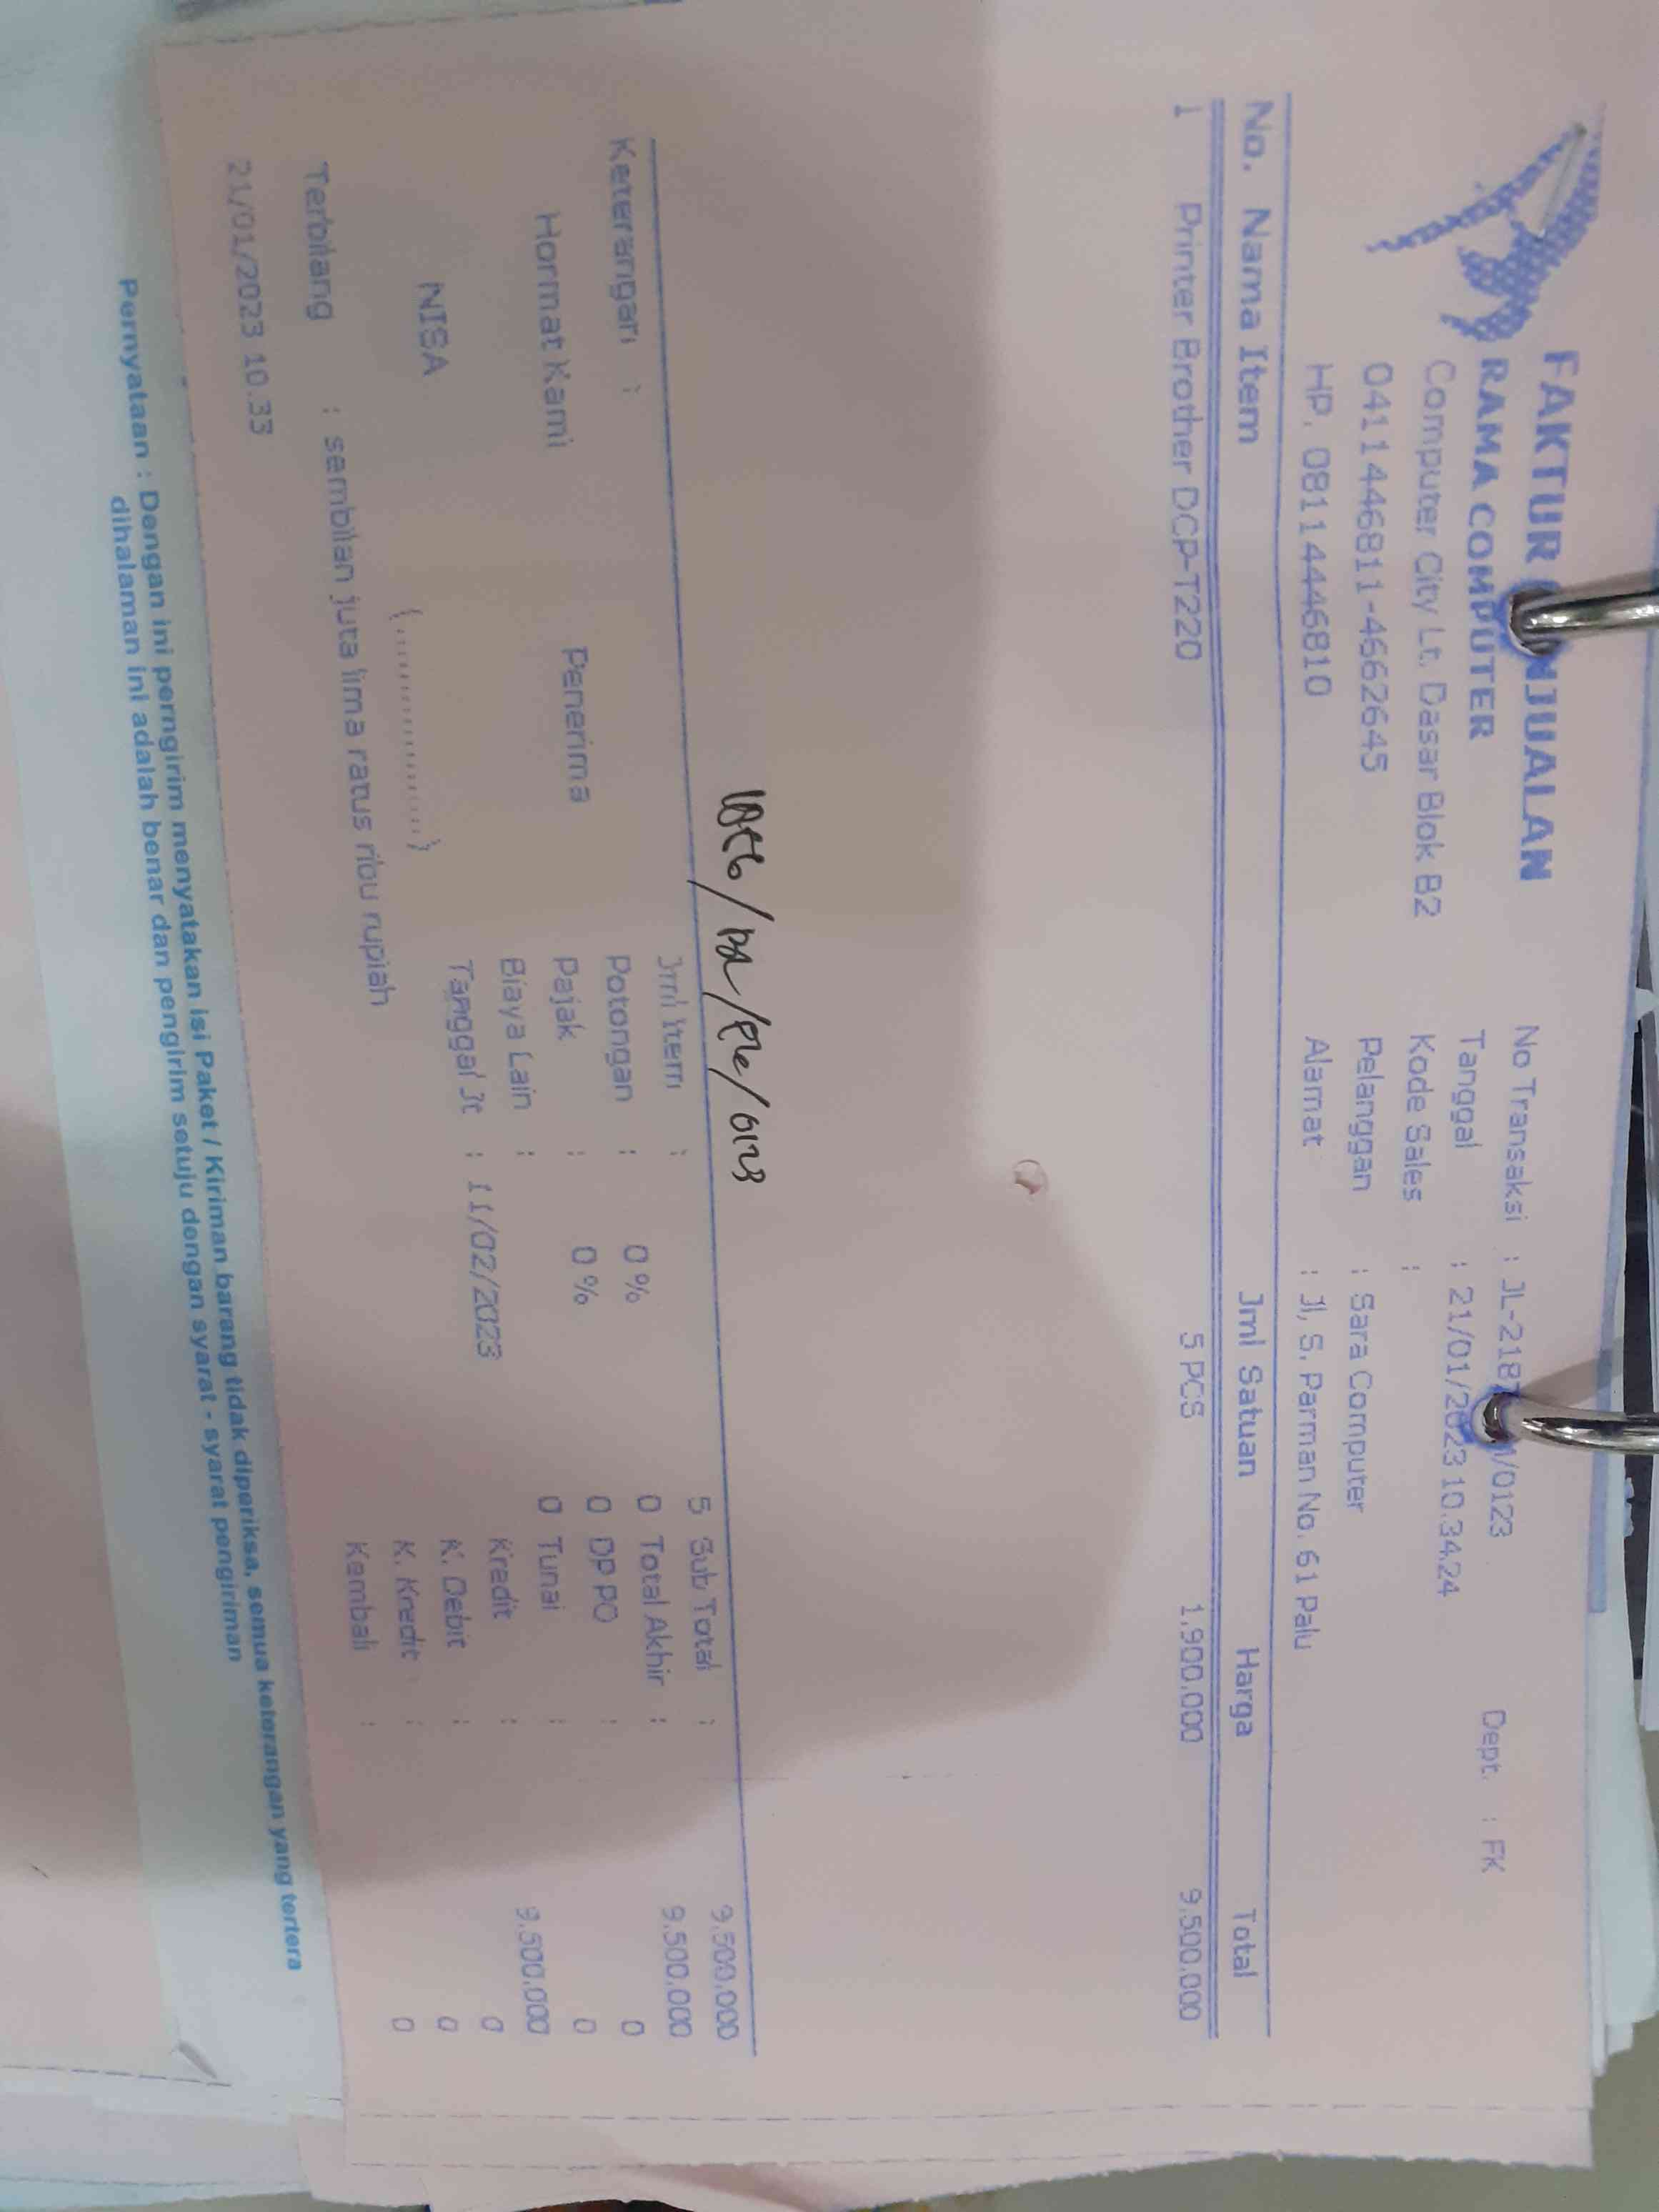 FAKTUR NJUALAN
RAMA COMPUTER
Computer City Lt. Dasar Blok B2
0411446811-4662645
HP. 08114446810
No Transaksi : JL-218 /0123
Tanggal : 21/01/2023 10.34.24
Dept. : FK
Kode Sales :
Pelanggan : Sara Computer
Alamat : Jl, S. Parman No. 61 Palu
No. Nama Item Jml Satuan Harga Total
1 Printer Brother DCP-T220 5 PCS 1.900.000 9.500.000
Keterangan :
Jml Item : 5 Sub Total : 9.500.000
Potongan : 0 % 0 Total Akhir : 9.500.000
Pajak : 0 % 0 DP PO : 0
Biaya Lain : 0 Tunai : 0
Tanggal Jt : 11/02/2023 Kredit : 9.500.000
K. Debit : 0
K. Kredit : 0
Kembali : 0
Hormat Kami Penerima
NISA (..............)
Terbilang : sembilan juta lima ratus ribu rupiah
21/01/2023 10.33
Pernyataan : Dengan ini perngirim menyatakan isi Paket / Kiriman barang tidak diperiksa, semua keterangan yang tertera
dihalaman ini adalah benar dan pengirim setuju dengan syarat - syarat pengiriman